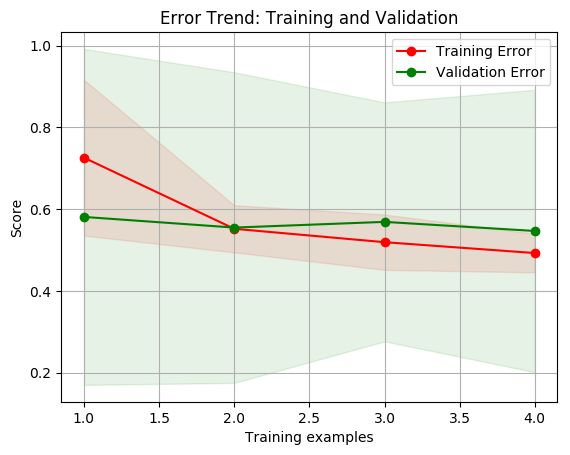 Error Trend: Training and Validation
Training Error
Validation Error
1.0
0.8
0.6
0.4
0.2
Score
1.0 1.5 2.0 2.5 3.0 3.5 4.0
Training examples